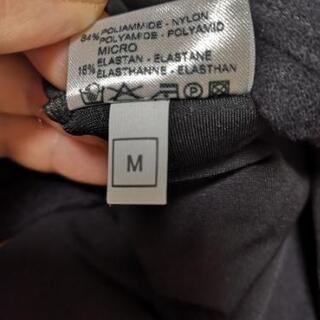 84% POLIAMMIDE - NYLON
POLYAMIDE - POLYAMID
MICRO
ELASTAN - ELASTANE
16% ELASTHANNE - ELASTHAN
M